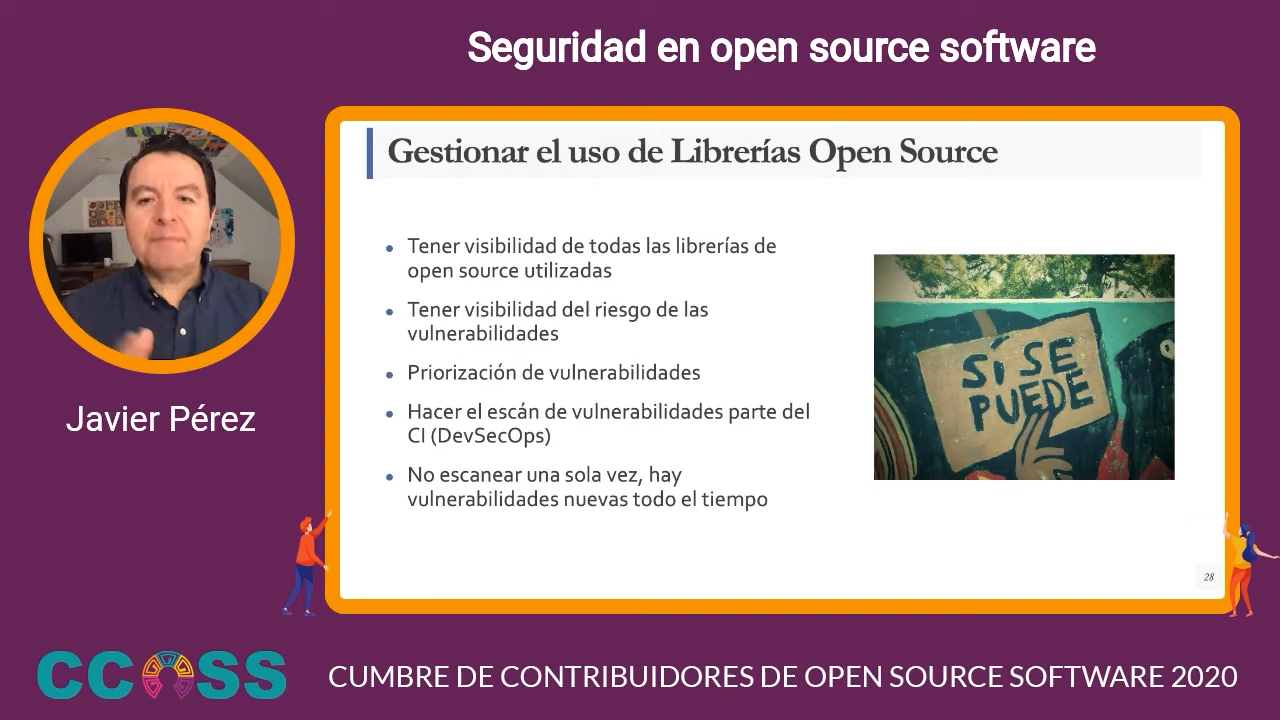 Seguridad en open source software
Gestionar el uso de Librerías Open Source
• Tener visibilidad de todas las librerías de
open source utilizadas
• Tener visibilidad del riesgo de las
vulnerabilidades
• Priorización de vulnerabilidades
• Hacer el escán de vulnerabilidades parte del
CI (DevSecOps)
• No escanear una sola vez, hay
vulnerabilidades nuevas todo el tiempo
SÍ SE
PUEDE
28
Javier Pérez
CCOSS
CUMBRE DE CONTRIBUIDORES DE OPEN SOURCE SOFTWARE 2020